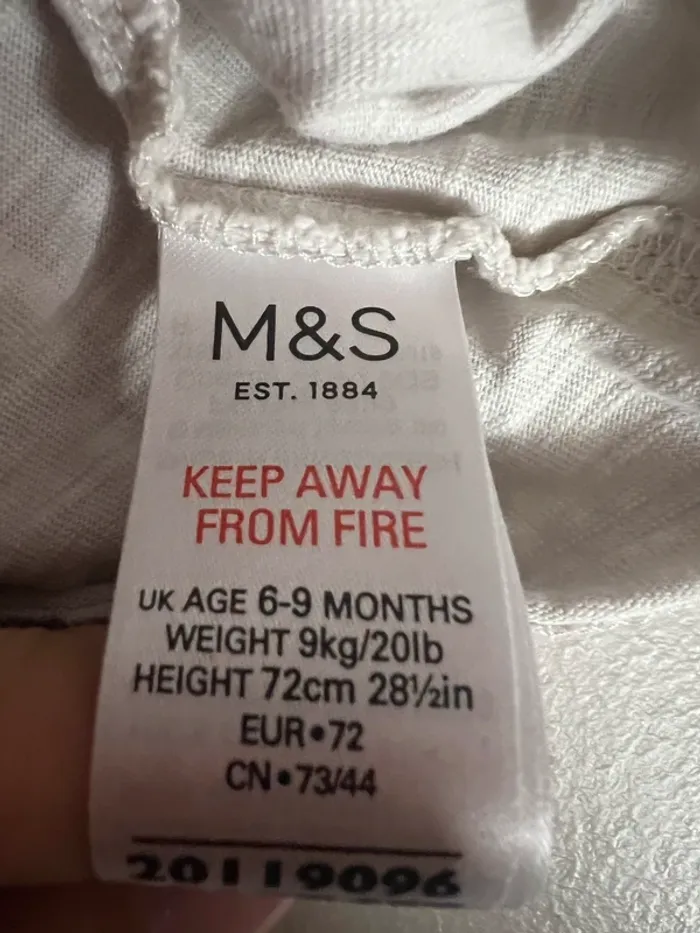 M&S
EST. 1884
KEEP AWAY
FROM FIRE
UK AGE 6-9 MONTHS
WEIGHT 9kg/20lb
HEIGHT 72cm 28½in
EUR•72
CN•73/44
20119096